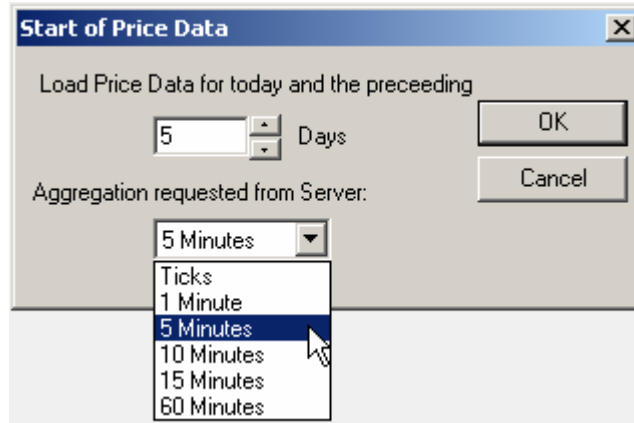 Start of Price Data
Load Price Data for today and the preceeding
5 Days
OK
Cancel
Aggregation requested from Server:
5 Minutes
Ticks
1 Minute
5 Minutes
10 Minutes
15 Minutes
60 Minutes